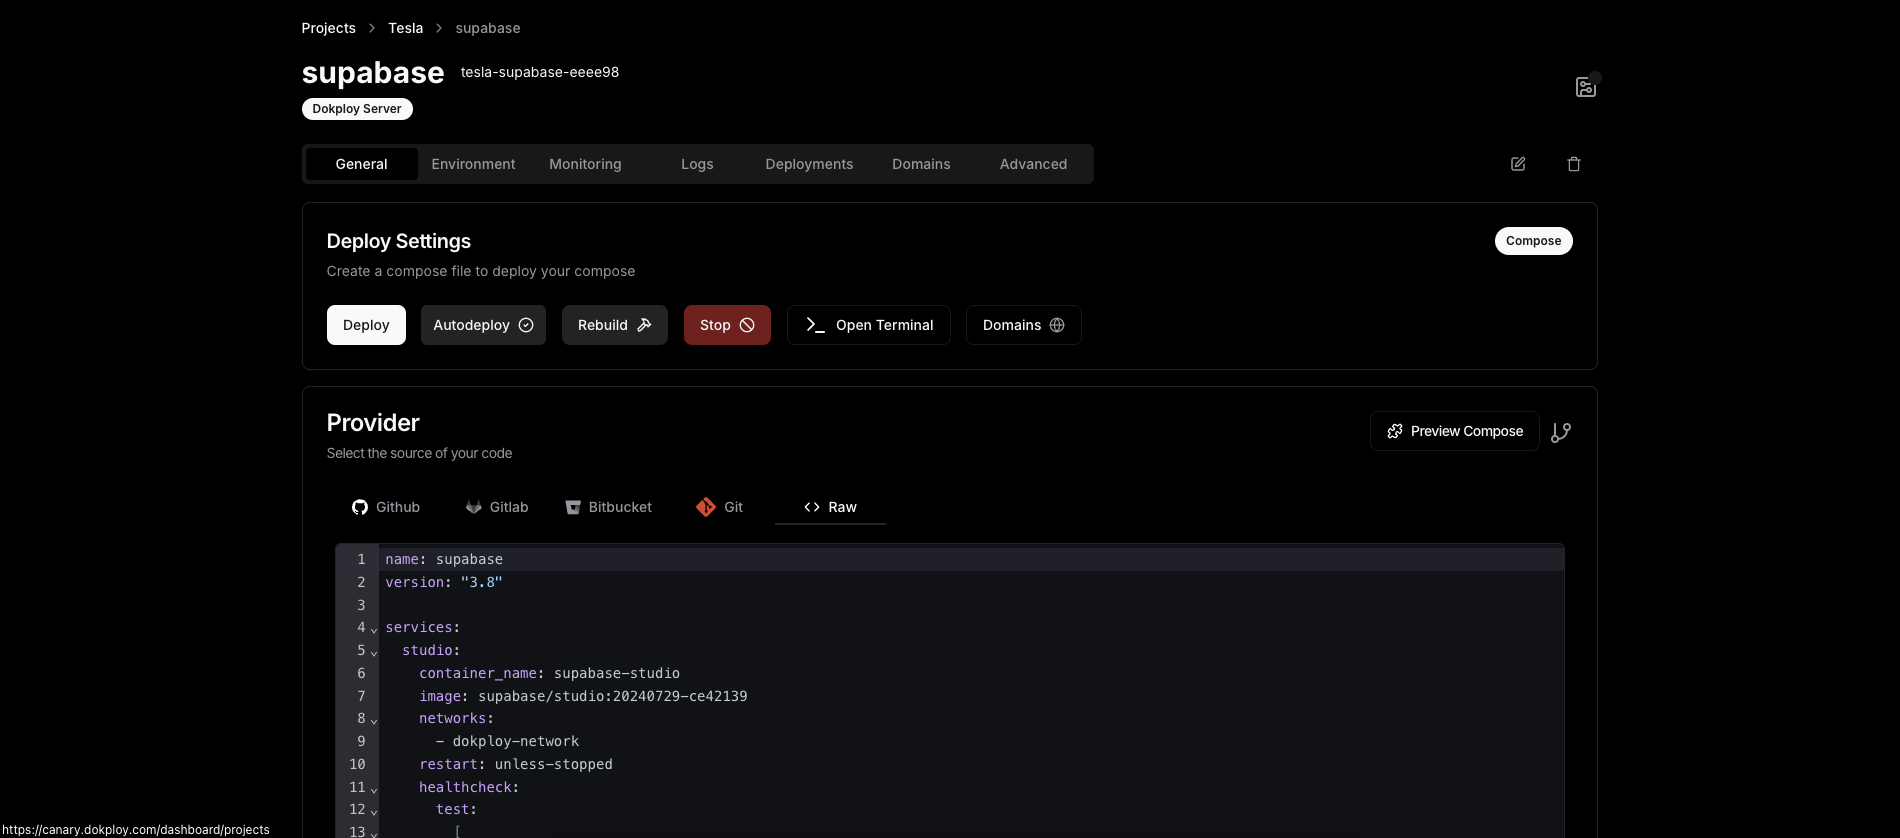 Projects > Tesla > supabase
supabase tesla-supabase-eeee98
Dokploy Server
General Environment Monitoring Logs Deployments Domains Advanced
Deploy Settings
Compose
Create a compose file to deploy your compose
Deploy Autodeploy Rebuild Stop Open Terminal Domains
Provider
Preview Compose
Select the source of your code
Github Gitlab Bitbucket Git Raw
1 name: supabase
2 version: "3.8"
3
4 services:
5 studio:
6 container_name: supabase-studio
7 image: supabase/studio:20240729-ce42139
8 networks:
9 - dokploy-network
10 restart: unless-stopped
11 healthcheck:
12 test:
13 [
https://canary.dokploy.com/dashboard/projects